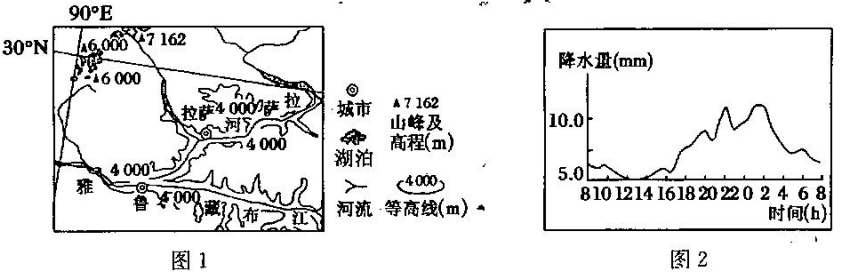 90°E
30°N
▲6 000
▲7 162
▲6 000
拉萨
4 000
萨
拉
河
4 000
4 000
雅
鲁
4 000
藏
布
江
城市
▲7 162
山峰及
高程(m)
湖泊
4 000
河流
等高线(m)
图1
降水量(mm)
10.0
5.0
8 10 12 14 16 18 20 22 0 2 4 6 8
时间(h)
图2